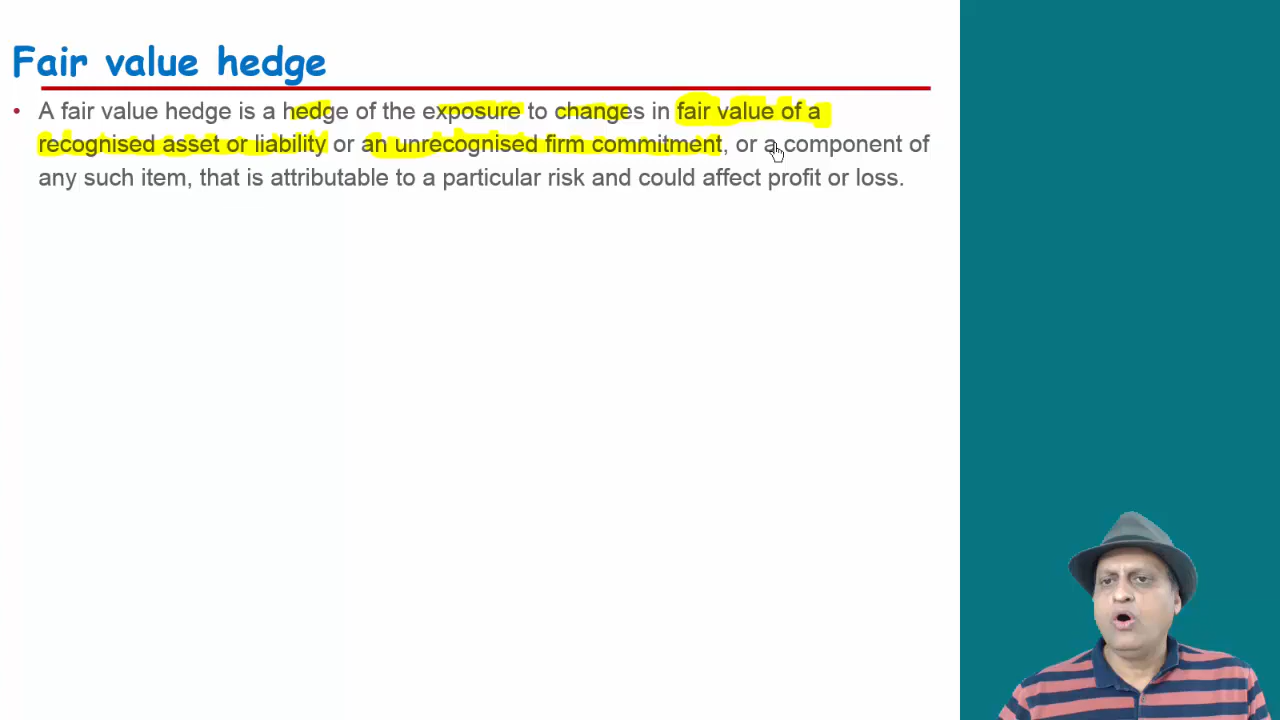 Fair value hedge
• A fair value hedge is a hedge of the exposure to changes in fair value of a
recognised asset or liability or an unrecognised firm commitment, or a component of
any such item, that is attributable to a particular risk and could affect profit or loss.